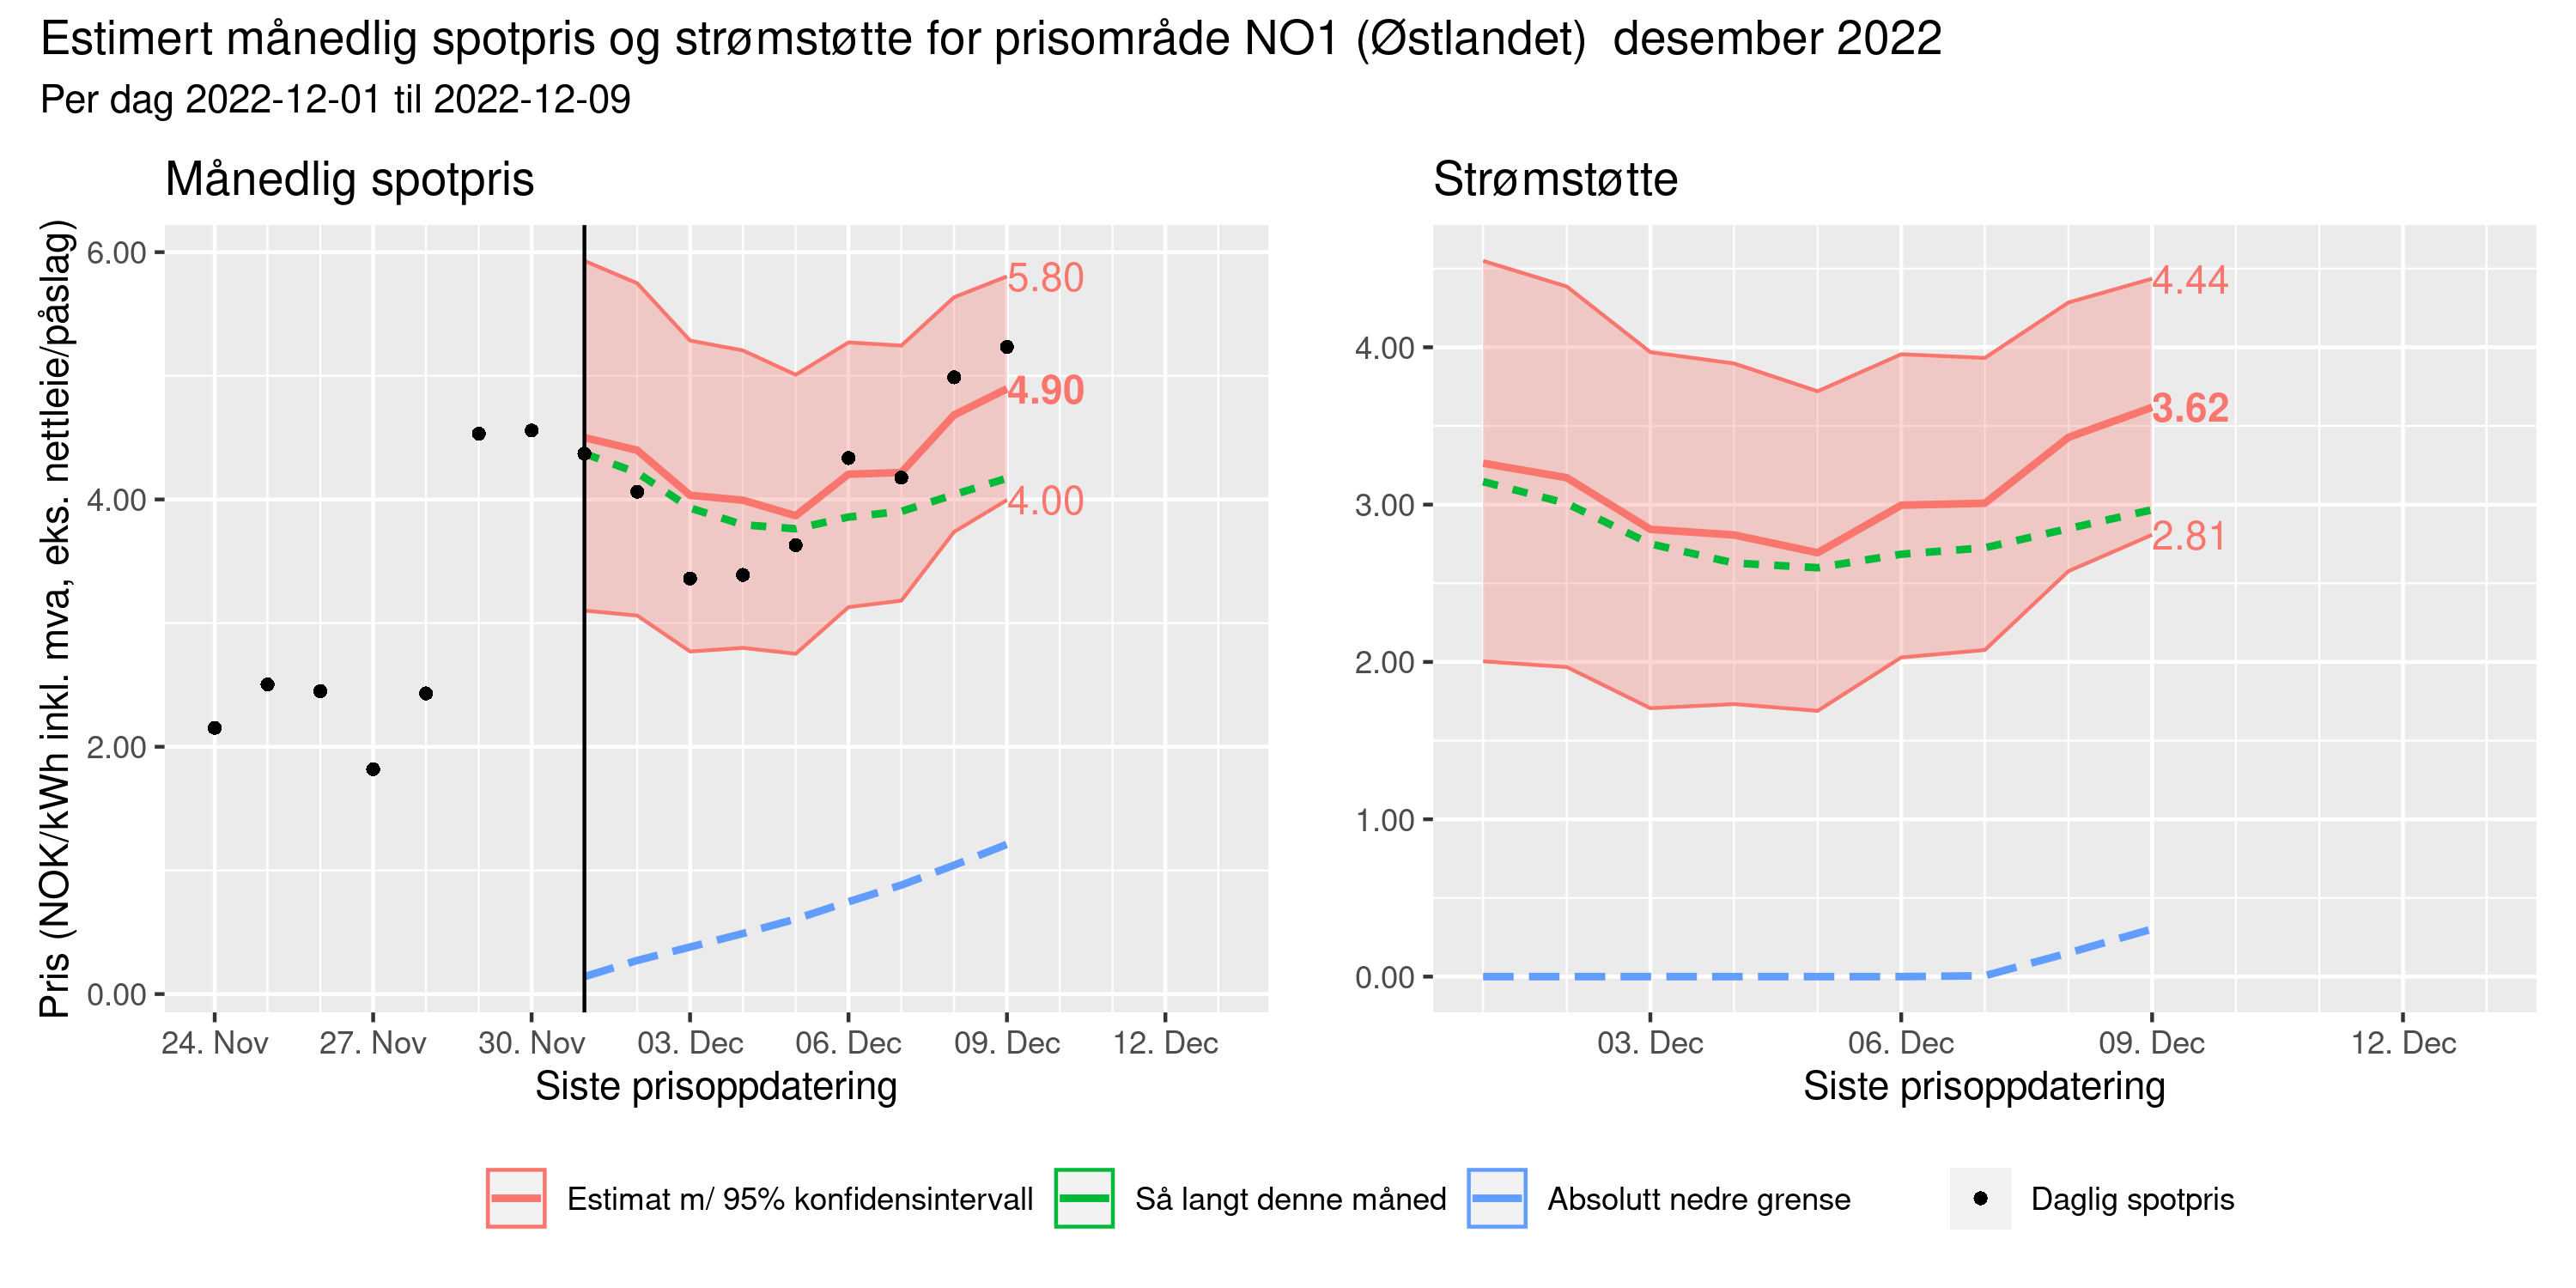 Estimert månedlig spotpris og strømstøtte for prisområde NO1 (Østlandet)  desember 2022
Per dag 2022-12-01 til 2022-12-09
Månedlig spotpris
Pris (NOK/kWh inkl. mva, eks. nettleie/påslag)
6.00
4.00
2.00
0.00
5.80
4.90
4.00
24. Nov
27. Nov
30. Nov
03. Dec
06. Dec
09. Dec
12. Dec
Siste prisoppdatering
Strømstøtte
4.00
3.00
2.00
1.00
0.00
4.44
3.62
2.81
03. Dec
06. Dec
09. Dec
12. Dec
Siste prisoppdatering
Estimat m/ 95% konfidensintervall
Så langt denne måned
Absolutt nedre grense
Daglig spotpris